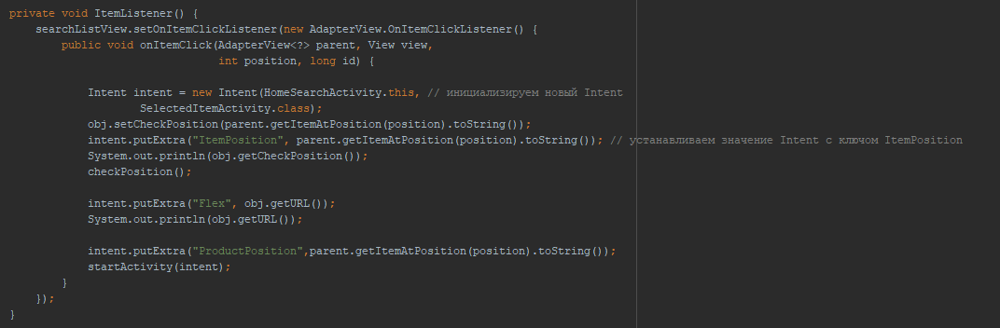 private void ItemListener() {
searchListView.setOnItemClickListener(new AdapterView.OnItemClickListener() {
public void onItemClick(AdapterView<?> parent, View view,
int position, long id) {
Intent intent = new Intent(HomeSearchActivity.this, // инициализируем новый Intent
SelectedItemActivity.class);
obj.setCheckPosition(parent.getItemAtPosition(position).toString());
intent.putExtra("ItemPosition", parent.getItemAtPosition(position).toString()); // устанавливаем значение Intent с ключом ItemPosition
System.out.println(obj.getCheckPosition());
checkPosition();
intent.putExtra("Flex", obj.getURL());
System.out.println(obj.getURL());
intent.putExtra("ProductPosition",parent.getItemAtPosition(position).toString());
startActivity(intent);
}
});
}